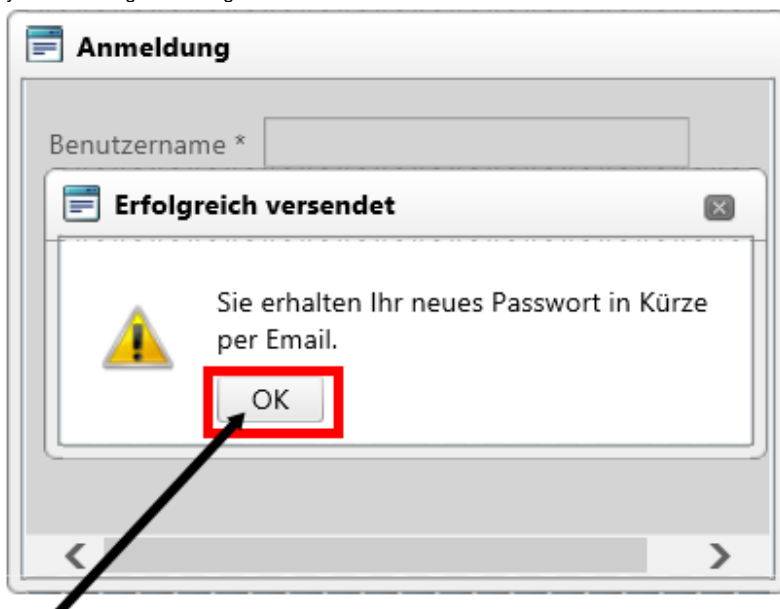 Anmeldung
Benutzername *
Erfolgreich versendet
Sie erhalten Ihr neues Passwort in Kürze
per Email.
OK